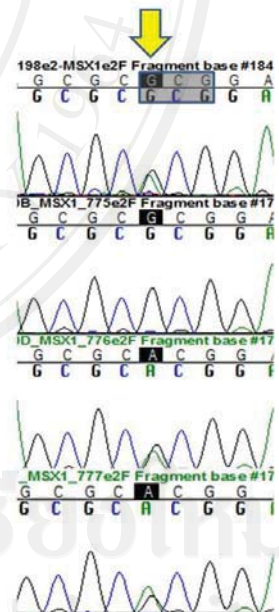 198e2-MSX1e2F Fragment base #184
G C G C G C G G A
G C G C G C G G A
B_MSX1_775e2F Fragment base #17
G C G C G C G G A
G C G C G C G G A
D_MSX1_776e2F Fragment base #17
G C G C A C G G A
G C G C A C G G A
_MSX1_777e2F Fragment base #17
G C G C A C G G
G C G C A C G G